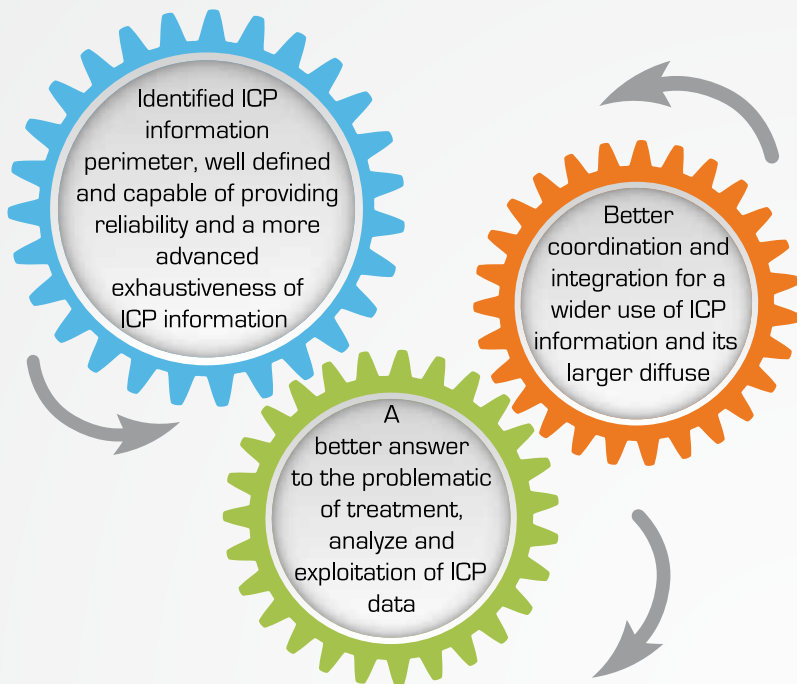 Identified ICP
information
perimeter, well defined
and capable of providing
reliability and a more
advanced
exhaustiveness of
ICP information
Better
coordination and
integration for a
wider use of ICP
information and its
larger diffuse
A
better answer
to the problematic
of treatment,
analyze and
exploitation of ICP
data